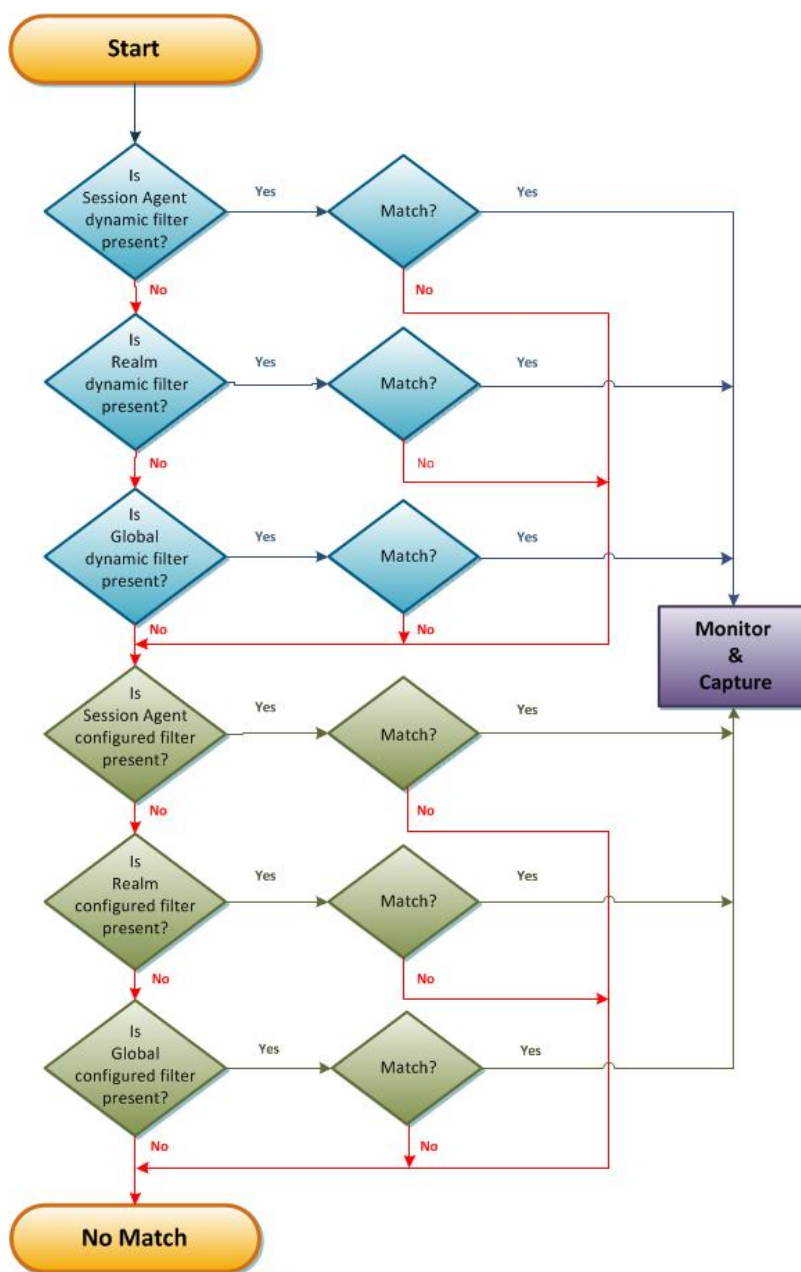 Start
Is
Session Agent
dynamic filter
present?
Yes
Match?
Yes
No
No
Is
Realm
dynamic filter
present?
Yes
Match?
Yes
No
No
Is
Global
dynamic filter
present?
Yes
Match?
Yes
No
No
Monitor
&
Capture
Is
Session Agent
configured filter
present?
Yes
Match?
Yes
No
No
Is
Realm
configured filter
present?
Yes
Match?
Yes
No
No
Is
Global
configured filter
present?
Yes
Match?
Yes
No
No
No Match